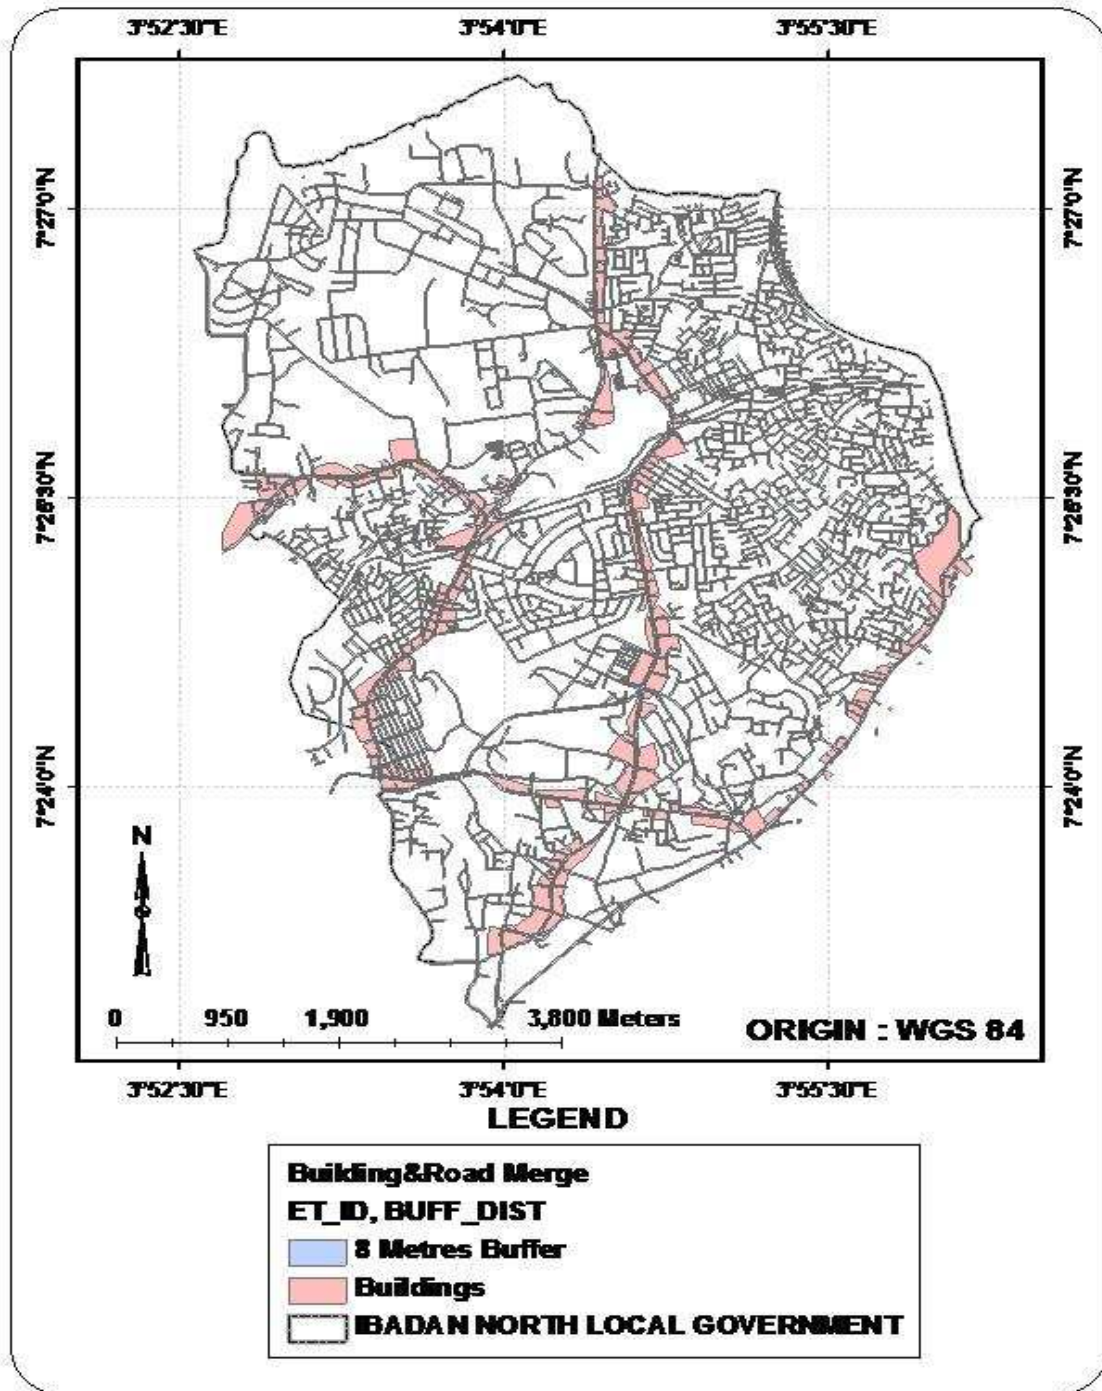 3°52'30"E 3°54'0"E 3°55'30"E
7°27'0"N 7°27'0"N
7°25'30"N 7°25'30"N
7°24'0"N 7°24'0"N
N
0 950 1,900 3,800 Meters
ORIGIN : WGS 84
3°52'30"E 3°54'0"E 3°55'30"E
LEGEND
Building&Road Merge
ET_ID, BUFF_DIST
8 Metres Buffer
Buildings
IBADAN NORTH LOCAL GOVERNMENT